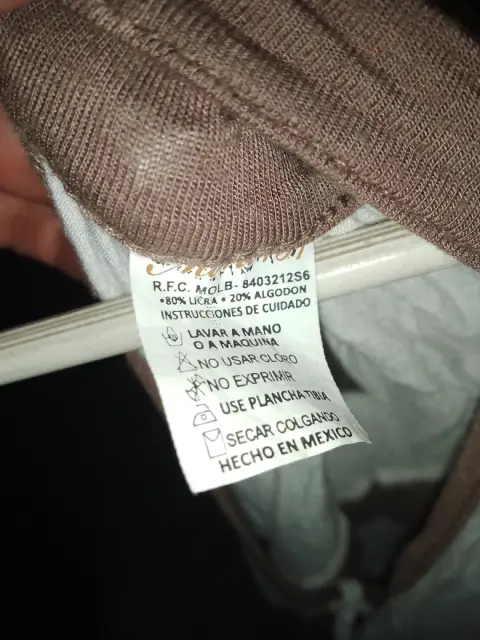 R.F.C. MOLB- 8403212S6
•80% LICRA • 20% ALGODON
INSTRUCCIONES DE CUIDADO
LAVAR A MANO
O A MAQUINA
NO USAR CLORO
NO EXPRIMIR
USE PLANCHA TIBIA
SECAR COLGANDO
HECHO EN MEXICO